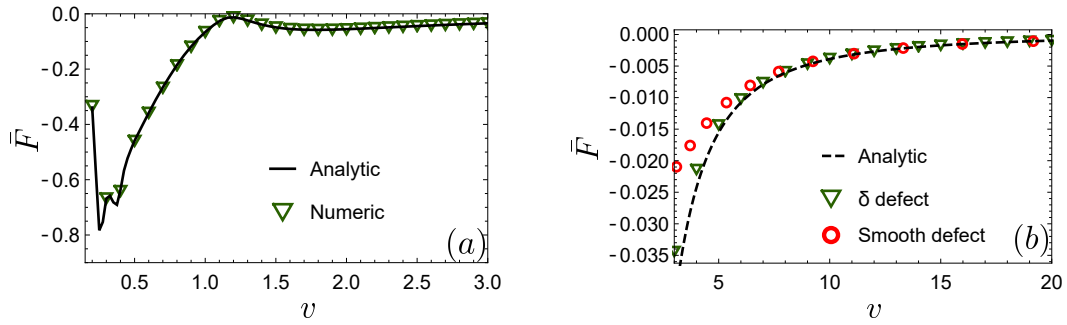 0.0
-0.2
-0.4
-0.6
-0.8
F̄
0.5
1.0
1.5
2.0
2.5
3.0
v
Analytic
Numeric
(a)
0.000
-0.005
-0.010
-0.015
-0.020
-0.025
-0.030
-0.035
F̄
5
10
15
20
v
Analytic
δ defect
Smooth defect
(b)